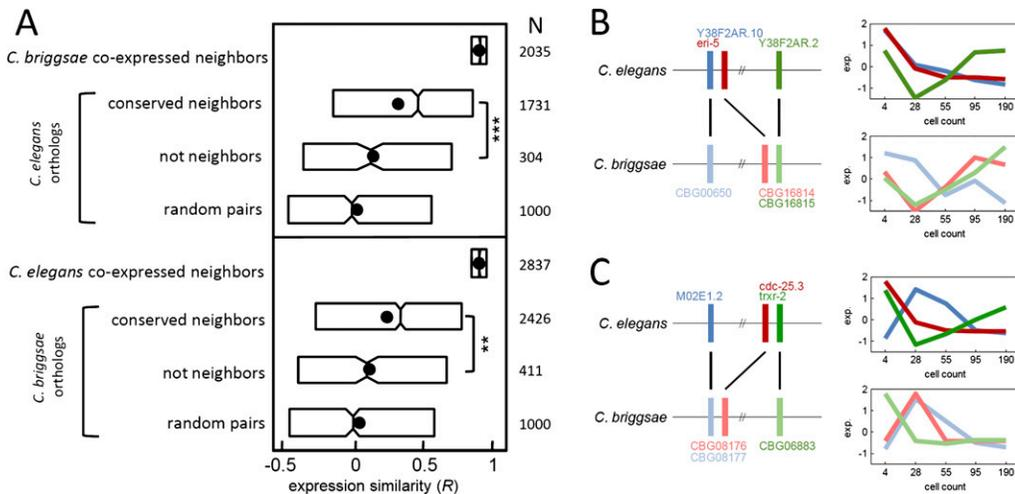 A
N
C. briggsae co-expressed neighbors
2035
conserved neighbors
1731
***
not neighbors
304
random pairs
1000
C. elegans
orthologs
C. elegans co-expressed neighbors
2837
conserved neighbors
2426
**
not neighbors
411
random pairs
1000
C. briggsae
orthologs
-0.5
0
0.5
1
expression similarity (R)
B
Y38F2AR.10
eri-5
Y38F2AR.2
C. elegans
//
C. briggsae
//
CBG00650
CBG16814
CBG16815
exp.
2
1
0
-1
4 28 55 95 190
cell count
exp.
1
0
-1
4 28 55 95 190
cell count
C
cdc-25.3
M02E1.2
trxr-2
C. elegans
//
C. briggsae
//
CBG08176
CBG08177
CBG06883
exp.
2
1
0
-1
4 28 55 95 190
cell count
exp.
2
1
0
-1
4 28 55 95 190
cell count